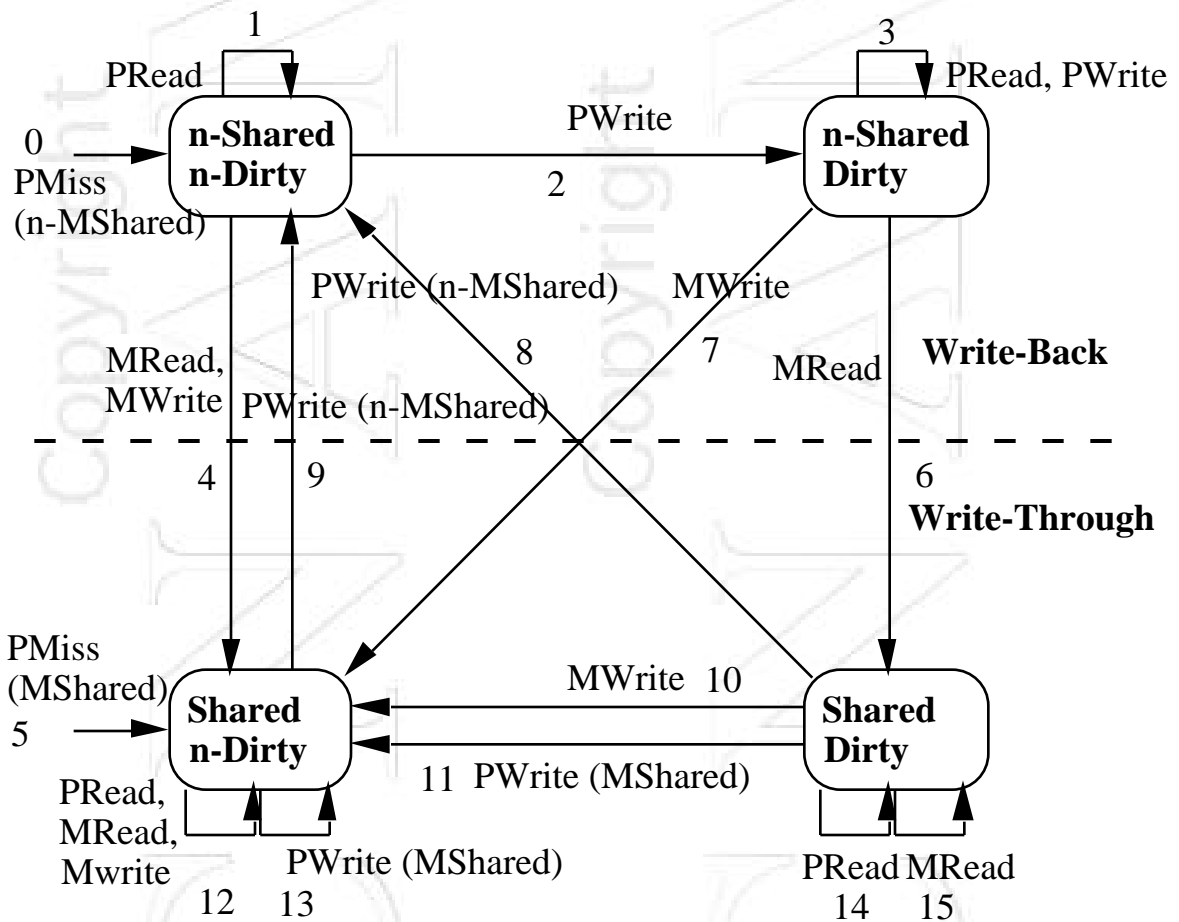 1
PRead
3
PRead, PWrite
0
PMiss
(n-MShared)
n-Shared
n-Dirty
PWrite
2
n-Shared
Dirty
PWrite (n-MShared)
MWrite
8
7
MRead,
MWrite
MRead
Write-Back
PWrite (n-MShared)
4
9
6
Write-Through
PMiss
(MShared)
5
Shared
n-Dirty
MWrite 10
11 PWrite (MShared)
Shared
Dirty
PRead,
MRead,
Mwrite
12
PWrite (MShared)
13
PRead
14
MRead
15
Copyright
Copyright